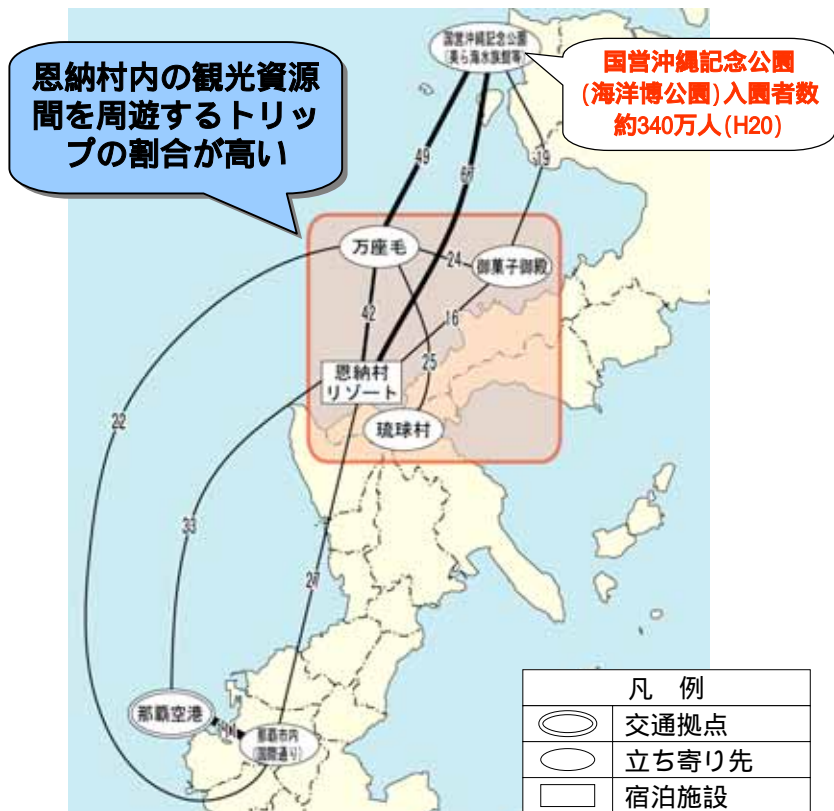 国営沖縄記念公園
(美ら海水族館等)
恩納村内の観光資源
間を周遊するトリッ
プの割合が高い
国営沖縄記念公園
(海洋博公園)入園者数
約340万人(H20)
49
19
万座毛
24
御菓子御殿
42
16
25
恩納村
リゾート
琉球村
22
33
27
那覇空港
那覇市内
(国際通り)
凡 例
交通拠点
立ち寄り先
宿泊施設